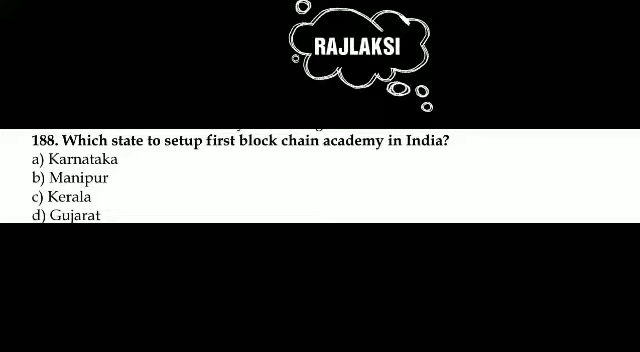 RAJLAKSI
188. Which state to setup first block chain academy in India?
a) Karnataka
b) Manipur
c) Kerala
d) Gujarat